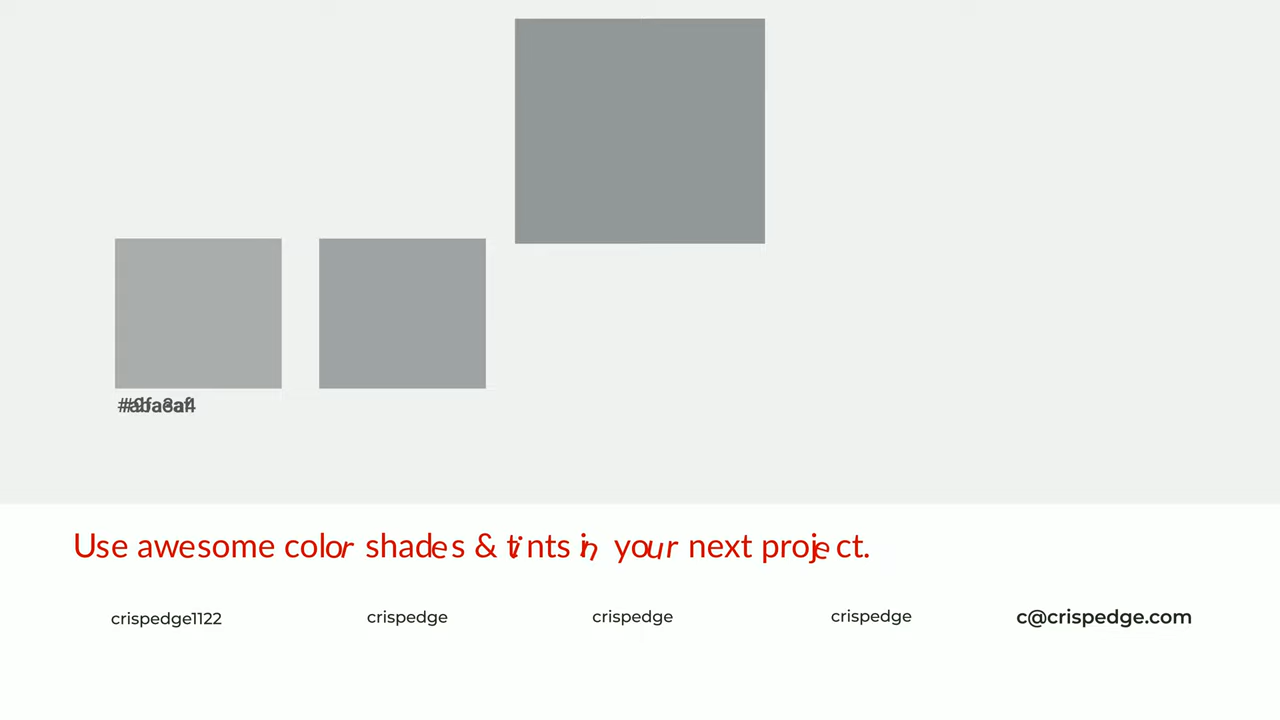 Use awesome color shades & tints in your next project.
crispedge1122 crispedge crispedge crispedge c@crispedge.com